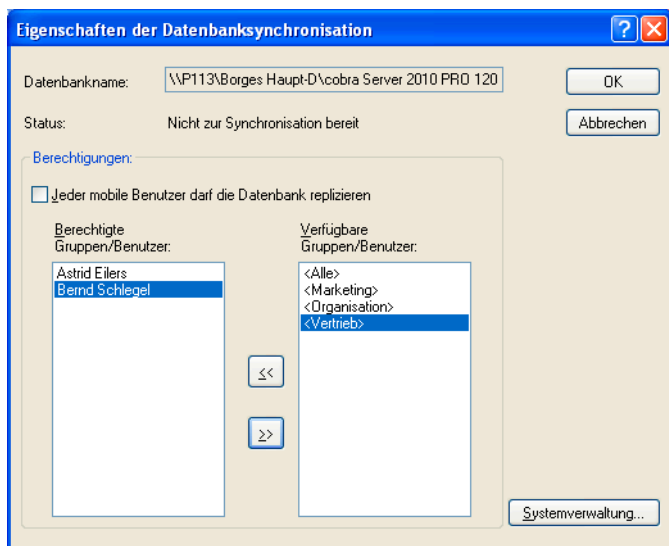 Eigenschaften der Datenbanksynchronisation
Datenbankname: \\P113\Borges Haupt-D\cobra Server 2010 PRO 120
OK
Status: Nicht zur Synchronisation bereit
Abbrechen
Berechtigungen:
Jeder mobile Benutzer darf die Datenbank replizieren
Berechtigte
Gruppen/Benutzer:
Verfügbare
Gruppen/Benutzer:
Astrid Eilers
Bernd Schlegel
<Alle>
<Marketing>
<Organisation>
<Vertrieb>
<<
>>
Systemverwaltung...